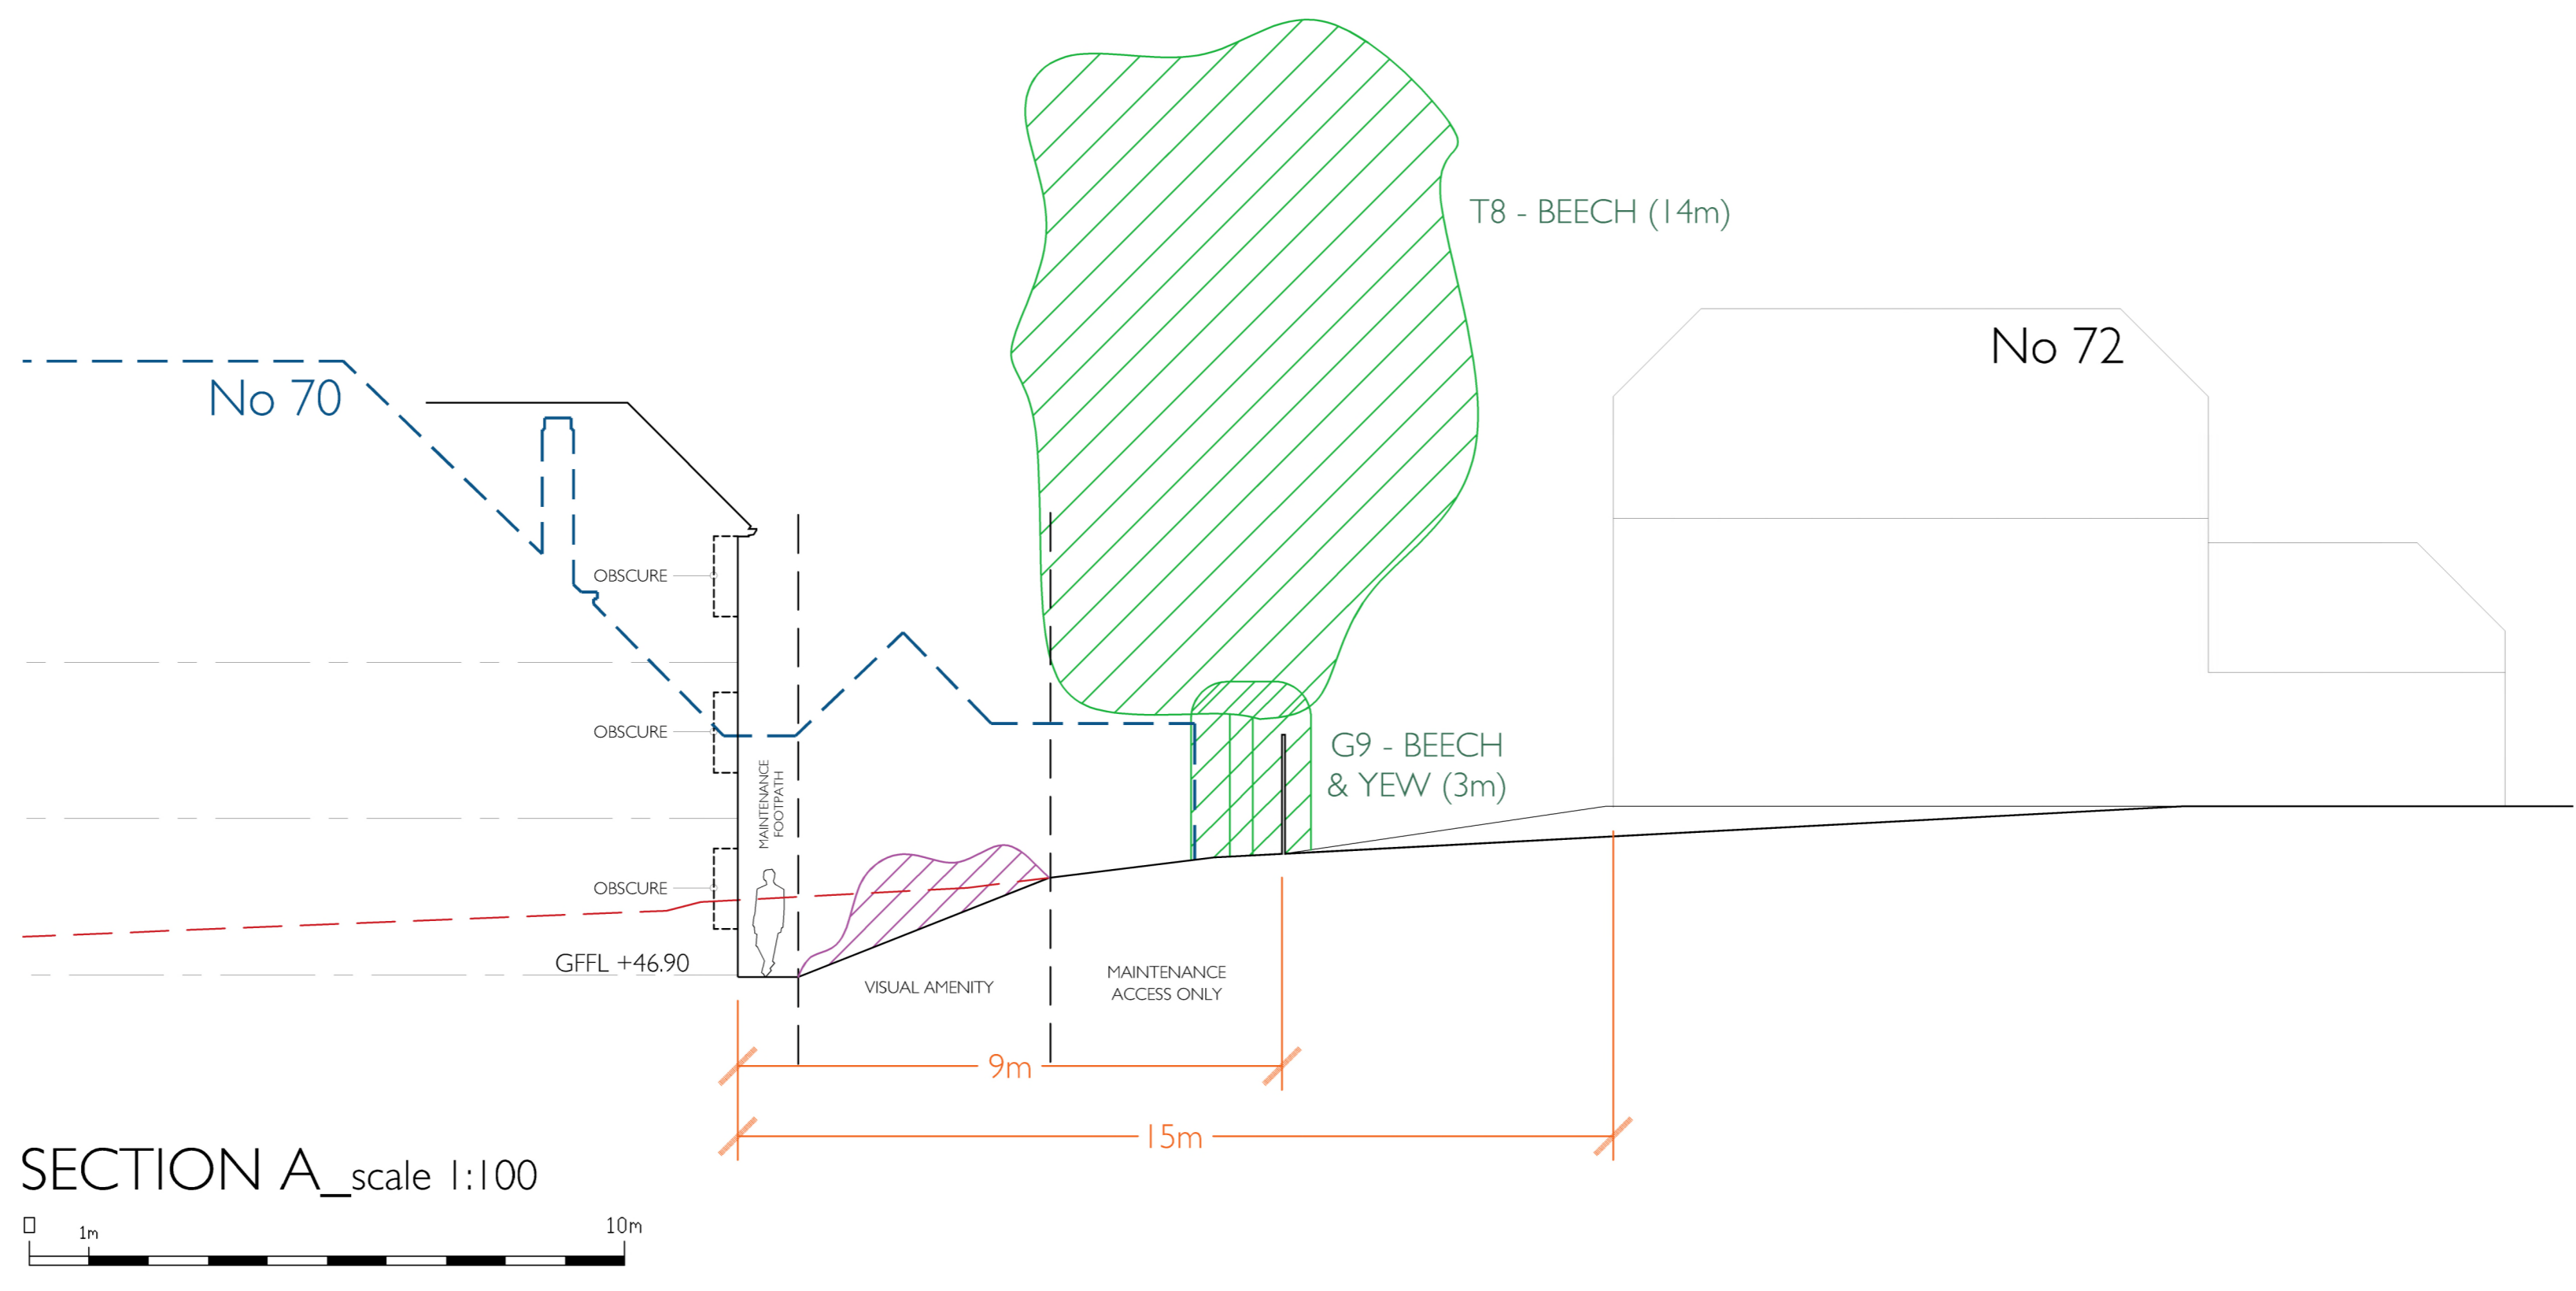 T8 - BEECH (14m)
No 72
No 70
OBSCURE
OBSCURE
G9 - BEECH
& YEW (3m)
MAINTENANCE
FOOTPATH
OBSCURE
GFFL +46.90
VISUAL AMENITY
MAINTENANCE
ACCESS ONLY
9m
15m
SECTION A_scale 1:100
0
1m
10m